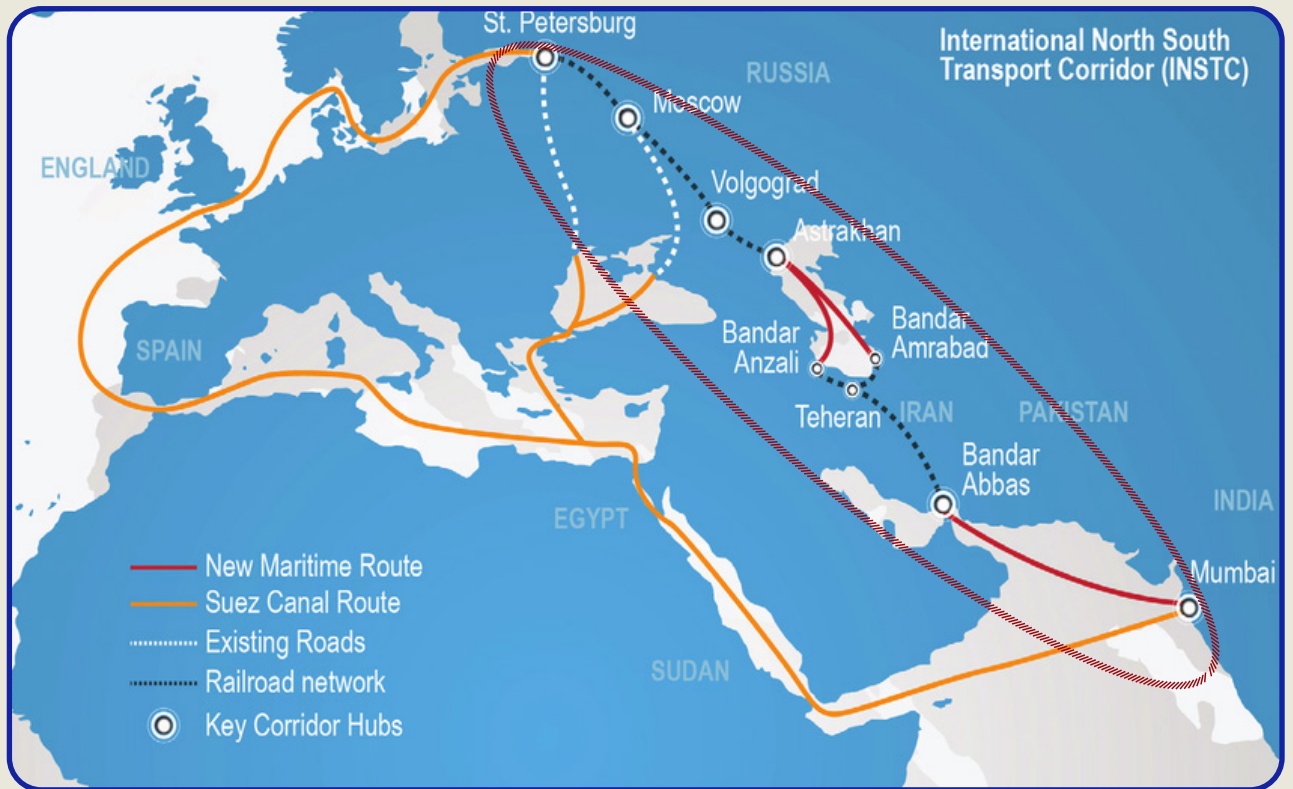 St. Petersburg
International North South
Transport Corridor (INSTC)
RUSSIA
Moscow
ENGLAND
Volgograd
Astrakhan
SPAIN
Bandar
Anzali
Bandar
Amrabad
Teheran
IRAN
PAKISTAN
Bandar
Abbas
INDIA
EGYPT
Mumbai
SUDAN
New Maritime Route
Suez Canal Route
Existing Roads
Railroad network
Key Corridor Hubs